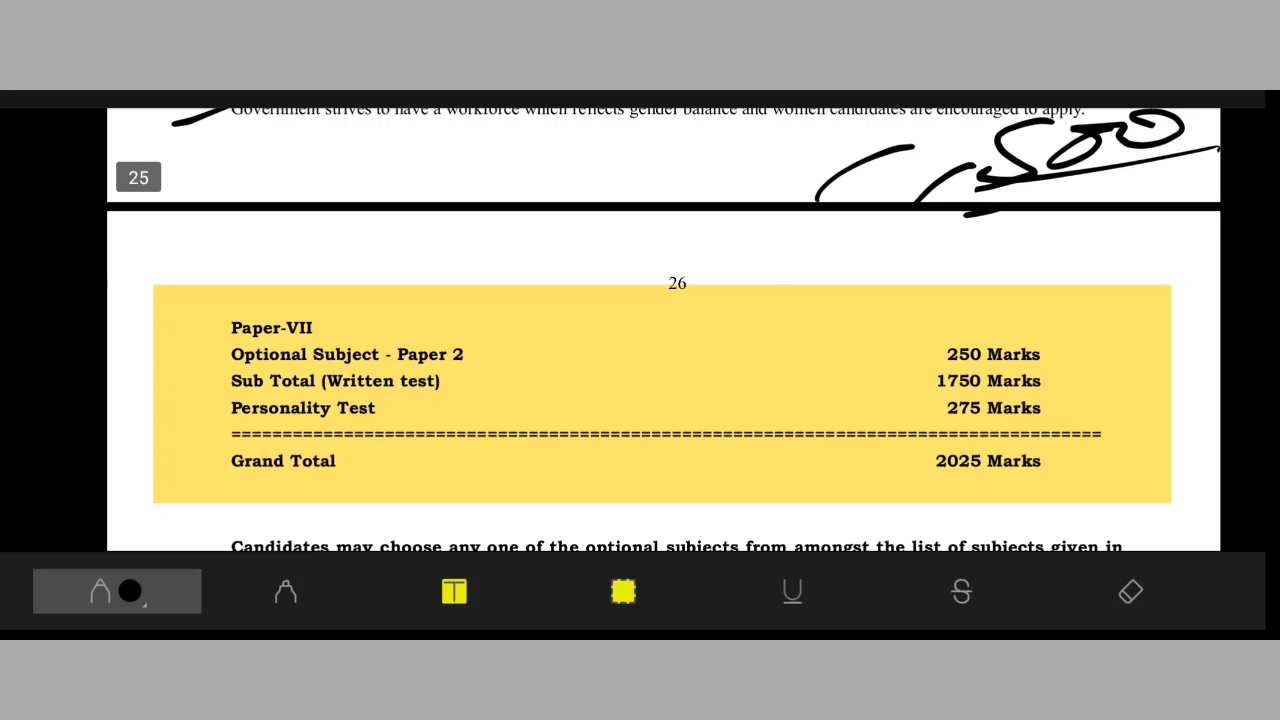 Government strives to have a workforce which reflects gender balance and women candidates are encouraged to apply.
500
25
26
Paper-VII
Optional Subject - Paper 2 250 Marks
Sub Total (Written test) 1750 Marks
Personality Test 275 Marks
=====================================================================================
Grand Total 2025 Marks
Candidates may choose any one of the optional subjects from amongst the list of subjects given in
T
U
S